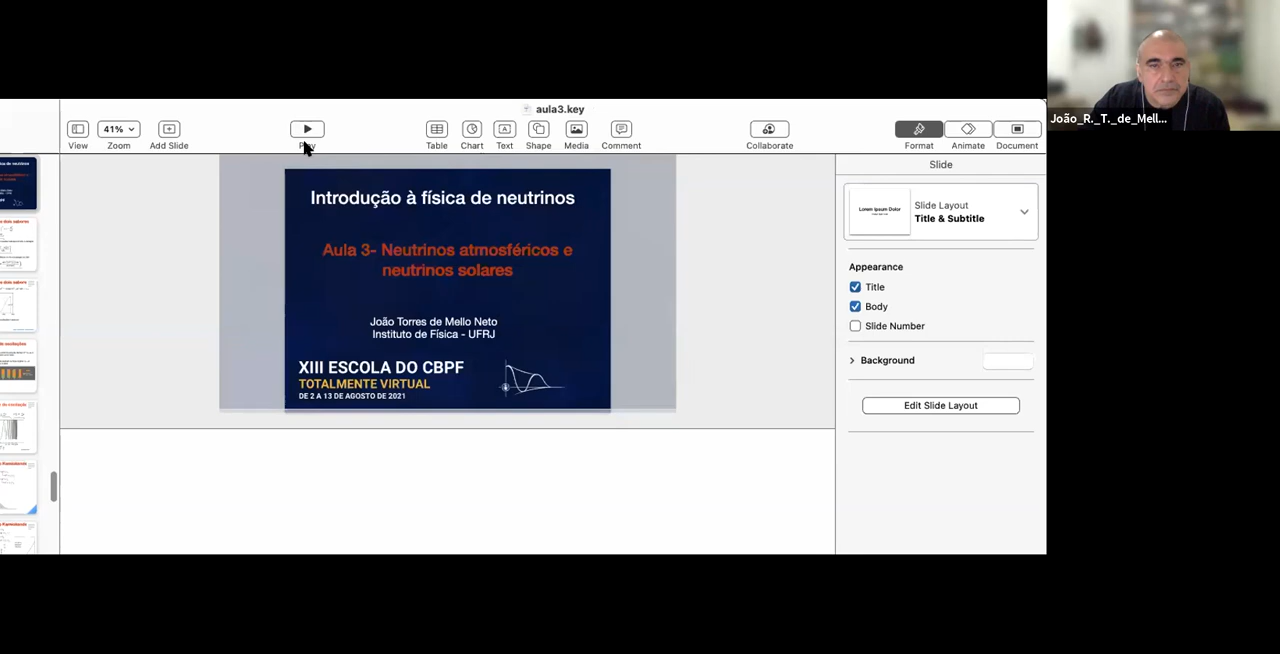 João_R._T._de_Mell...
aula3.key
41%
View
Zoom
Add Slide
Play
Table
Chart
Text
Shape
Media
Comment
Collaborate
Format
Animate
Document
Slide
Slide Layout
Title & Subtitle
Appearance
Title
Body
Slide Number
Background
Edit Slide Layout
Introdução à física de neutrinos
Aula 3- Neutrinos atmosféricos e
neutrinos solares
João Torres de Mello Neto
Instituto de Física - UFRJ
XIII ESCOLA DO CBPF
TOTALMENTE VIRTUAL
DE 2 A 13 DE AGOSTO DE 2021